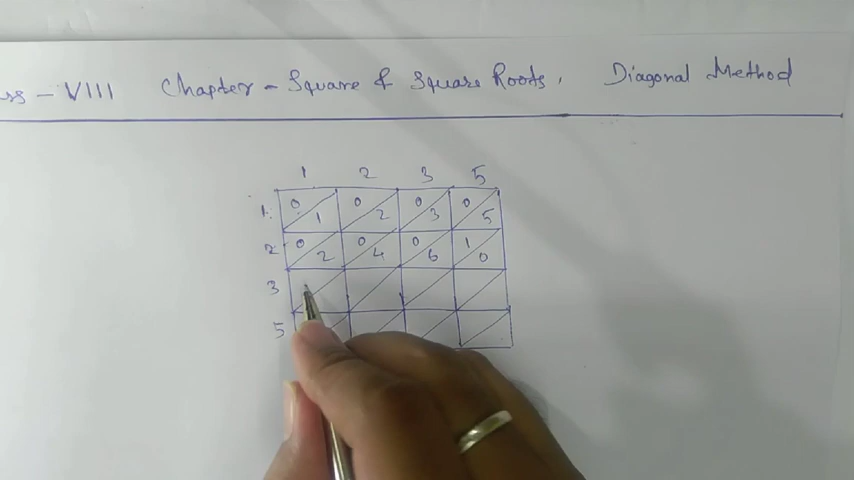 ss - VIII Chapter - Square & Square Roots, Diagonal Method
1 2 3 5
1 0 1 0 2 0 3 0 5
2 0 2 0 4 0 6 1 0
3
5